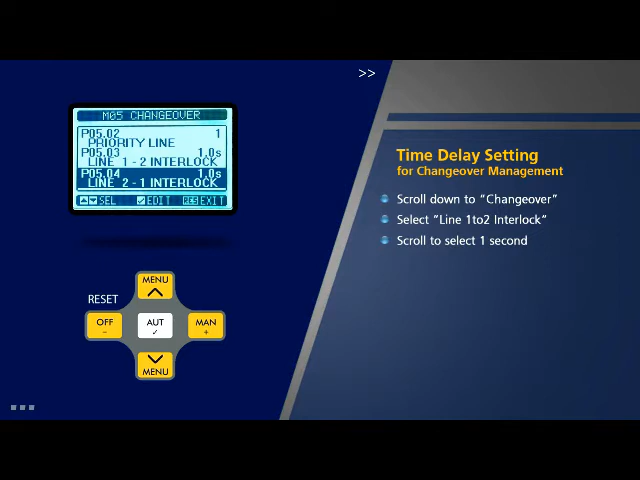 >>
M05 CHANGEOVER
P05.02 1
PRIORITY LINE
P05.03 1.0s
LINE 1-2 INTERLOCK
P05.04 1.0s
LINE 2-1 INTERLOCK
SEL EDIT RES EXIT
MENU
RESET
OFF
–
AUT
✓
MAN
+
MENU
Time Delay Setting
for Changeover Management
Scroll down to “Changeover”
Select “Line 1to2 Interlock”
Scroll to select 1 second